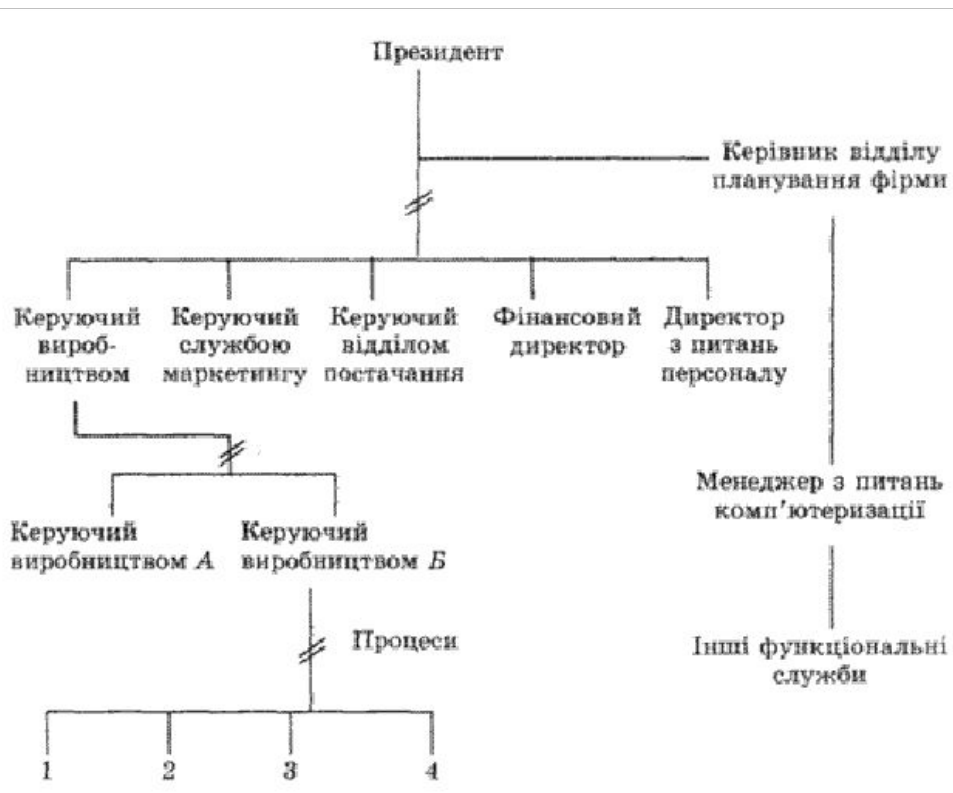 Президент
Керівник відділу
планування фірми
Керуючий
вироб-
ництвом
Керуючий
службою
маркетингу
Керуючий
відділом
постачання
Фінансовий
директор
Директор
з питань
персоналу
Менеджер з питань
комп'ютеризації
Керуючий
виробництвом А
Керуючий
виробництвом Б
Процеси
Інші функціональні
служби
1 2 3 4